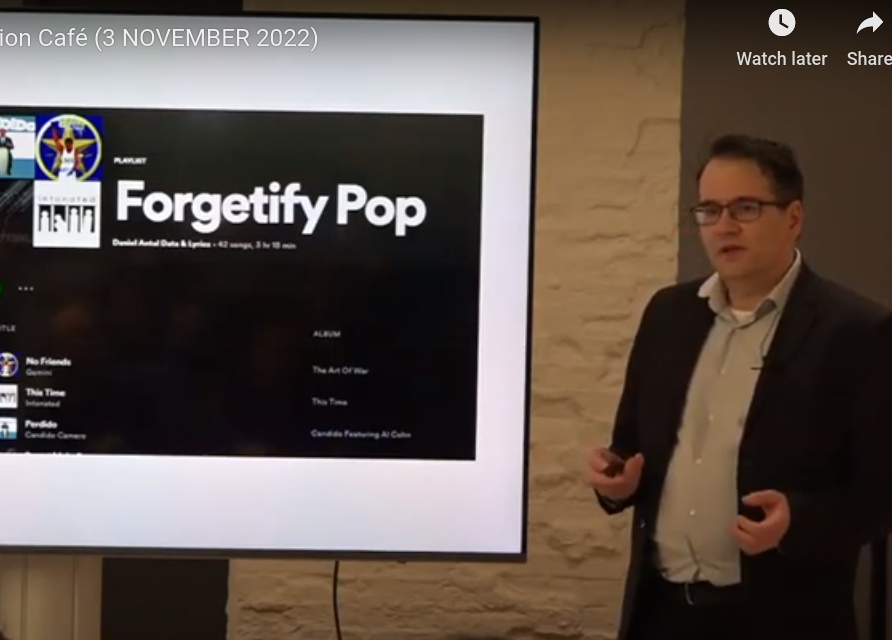 ion Café (3 NOVEMBER 2022)
Watch later
Share
PLAYLIST
Forgetify Pop
Daniel Antal Data & Lyrics • 42 songs, 3 hr 18 min
Intonated
TLE
ALBUM
No Friends
Gemini
The Art Of War
This Time
Intonated
This Time
Perdido
Candido Camero
Candido Featuring Al Cohn